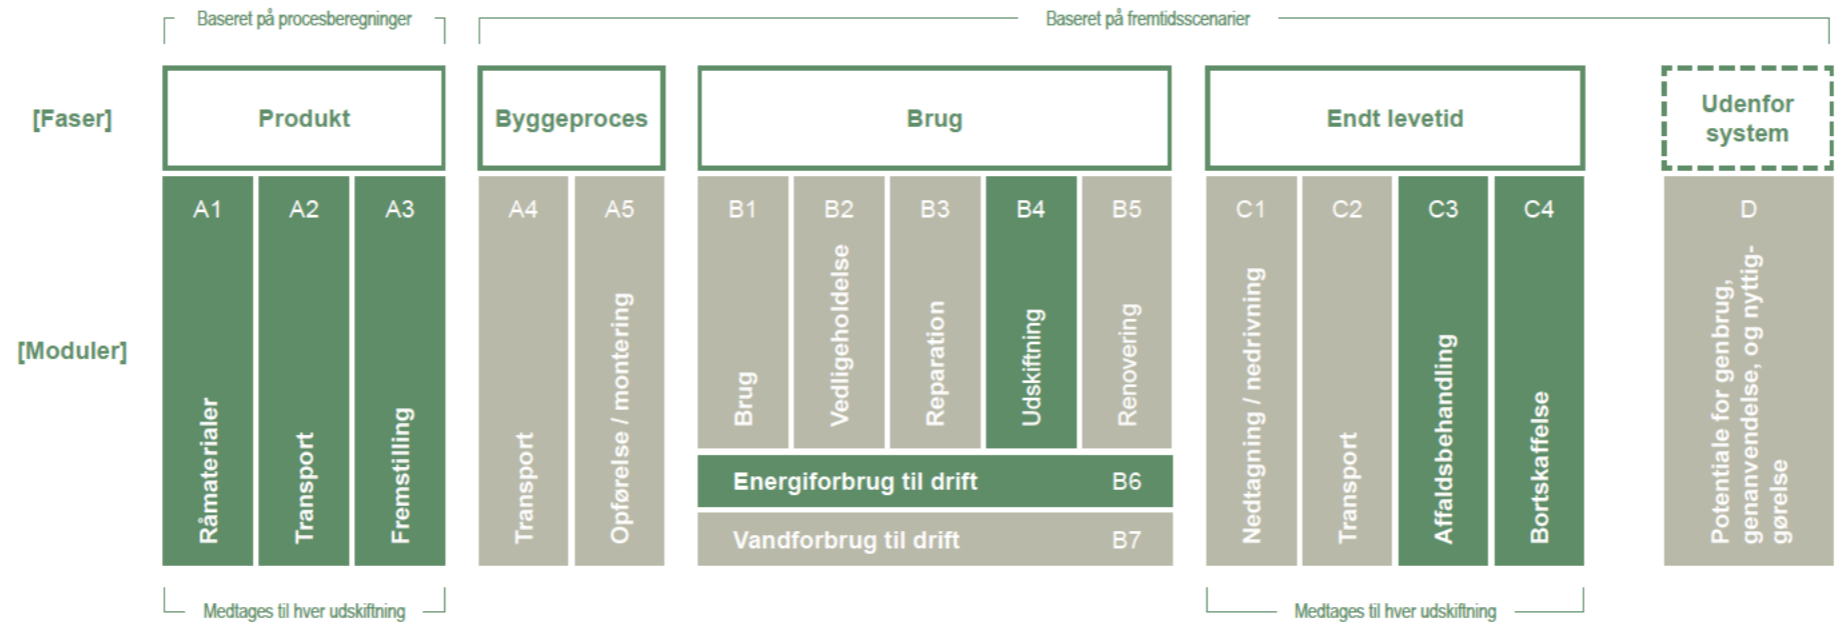 Baseret på procesberegninger
Baseret på fremtidsscenarier
[Faser]
Produkt
Byggeproces
Brug
Endt levetid
Udenfor
system
[Moduler]
A1
Råmaterialer
A2
Transport
A3
Fremstilling
A4
Transport
A5
Opførelse / montering
B1
Brug
B2
Vedligeholdelse
B3
Reparation
B4
Udskiftning
B5
Renovering
Energiforbrug til drift B6
Vandforbrug til drift B7
C1
Nedtagning / nedrivning
C2
Transport
C3
Affaldsbehandling
C4
Bortskaffelse
D
Potentiale for genbrug,
genanvendelse, og nyttig-
gørelse
Medtages til hver udskiftning
Medtages til hver udskiftning